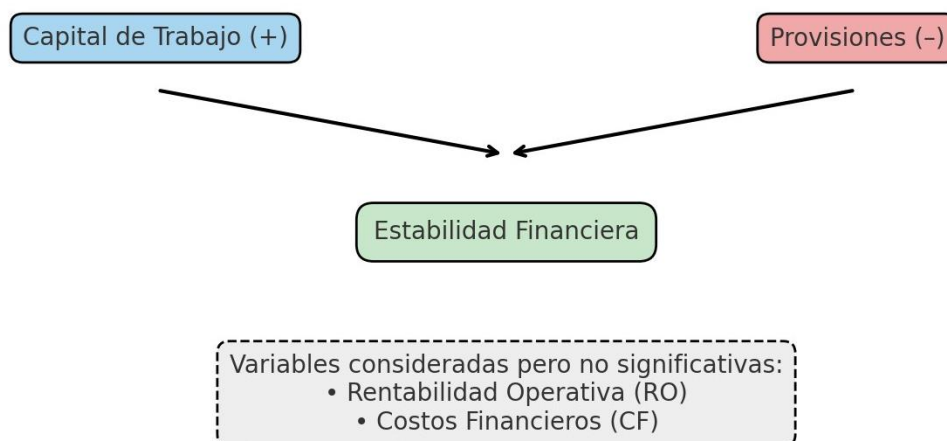 Capital de Trabajo (+)
Provisiones (–)
Estabilidad Financiera
Variables consideradas pero no significativas:
• Rentabilidad Operativa (RO)
• Costos Financieros (CF)